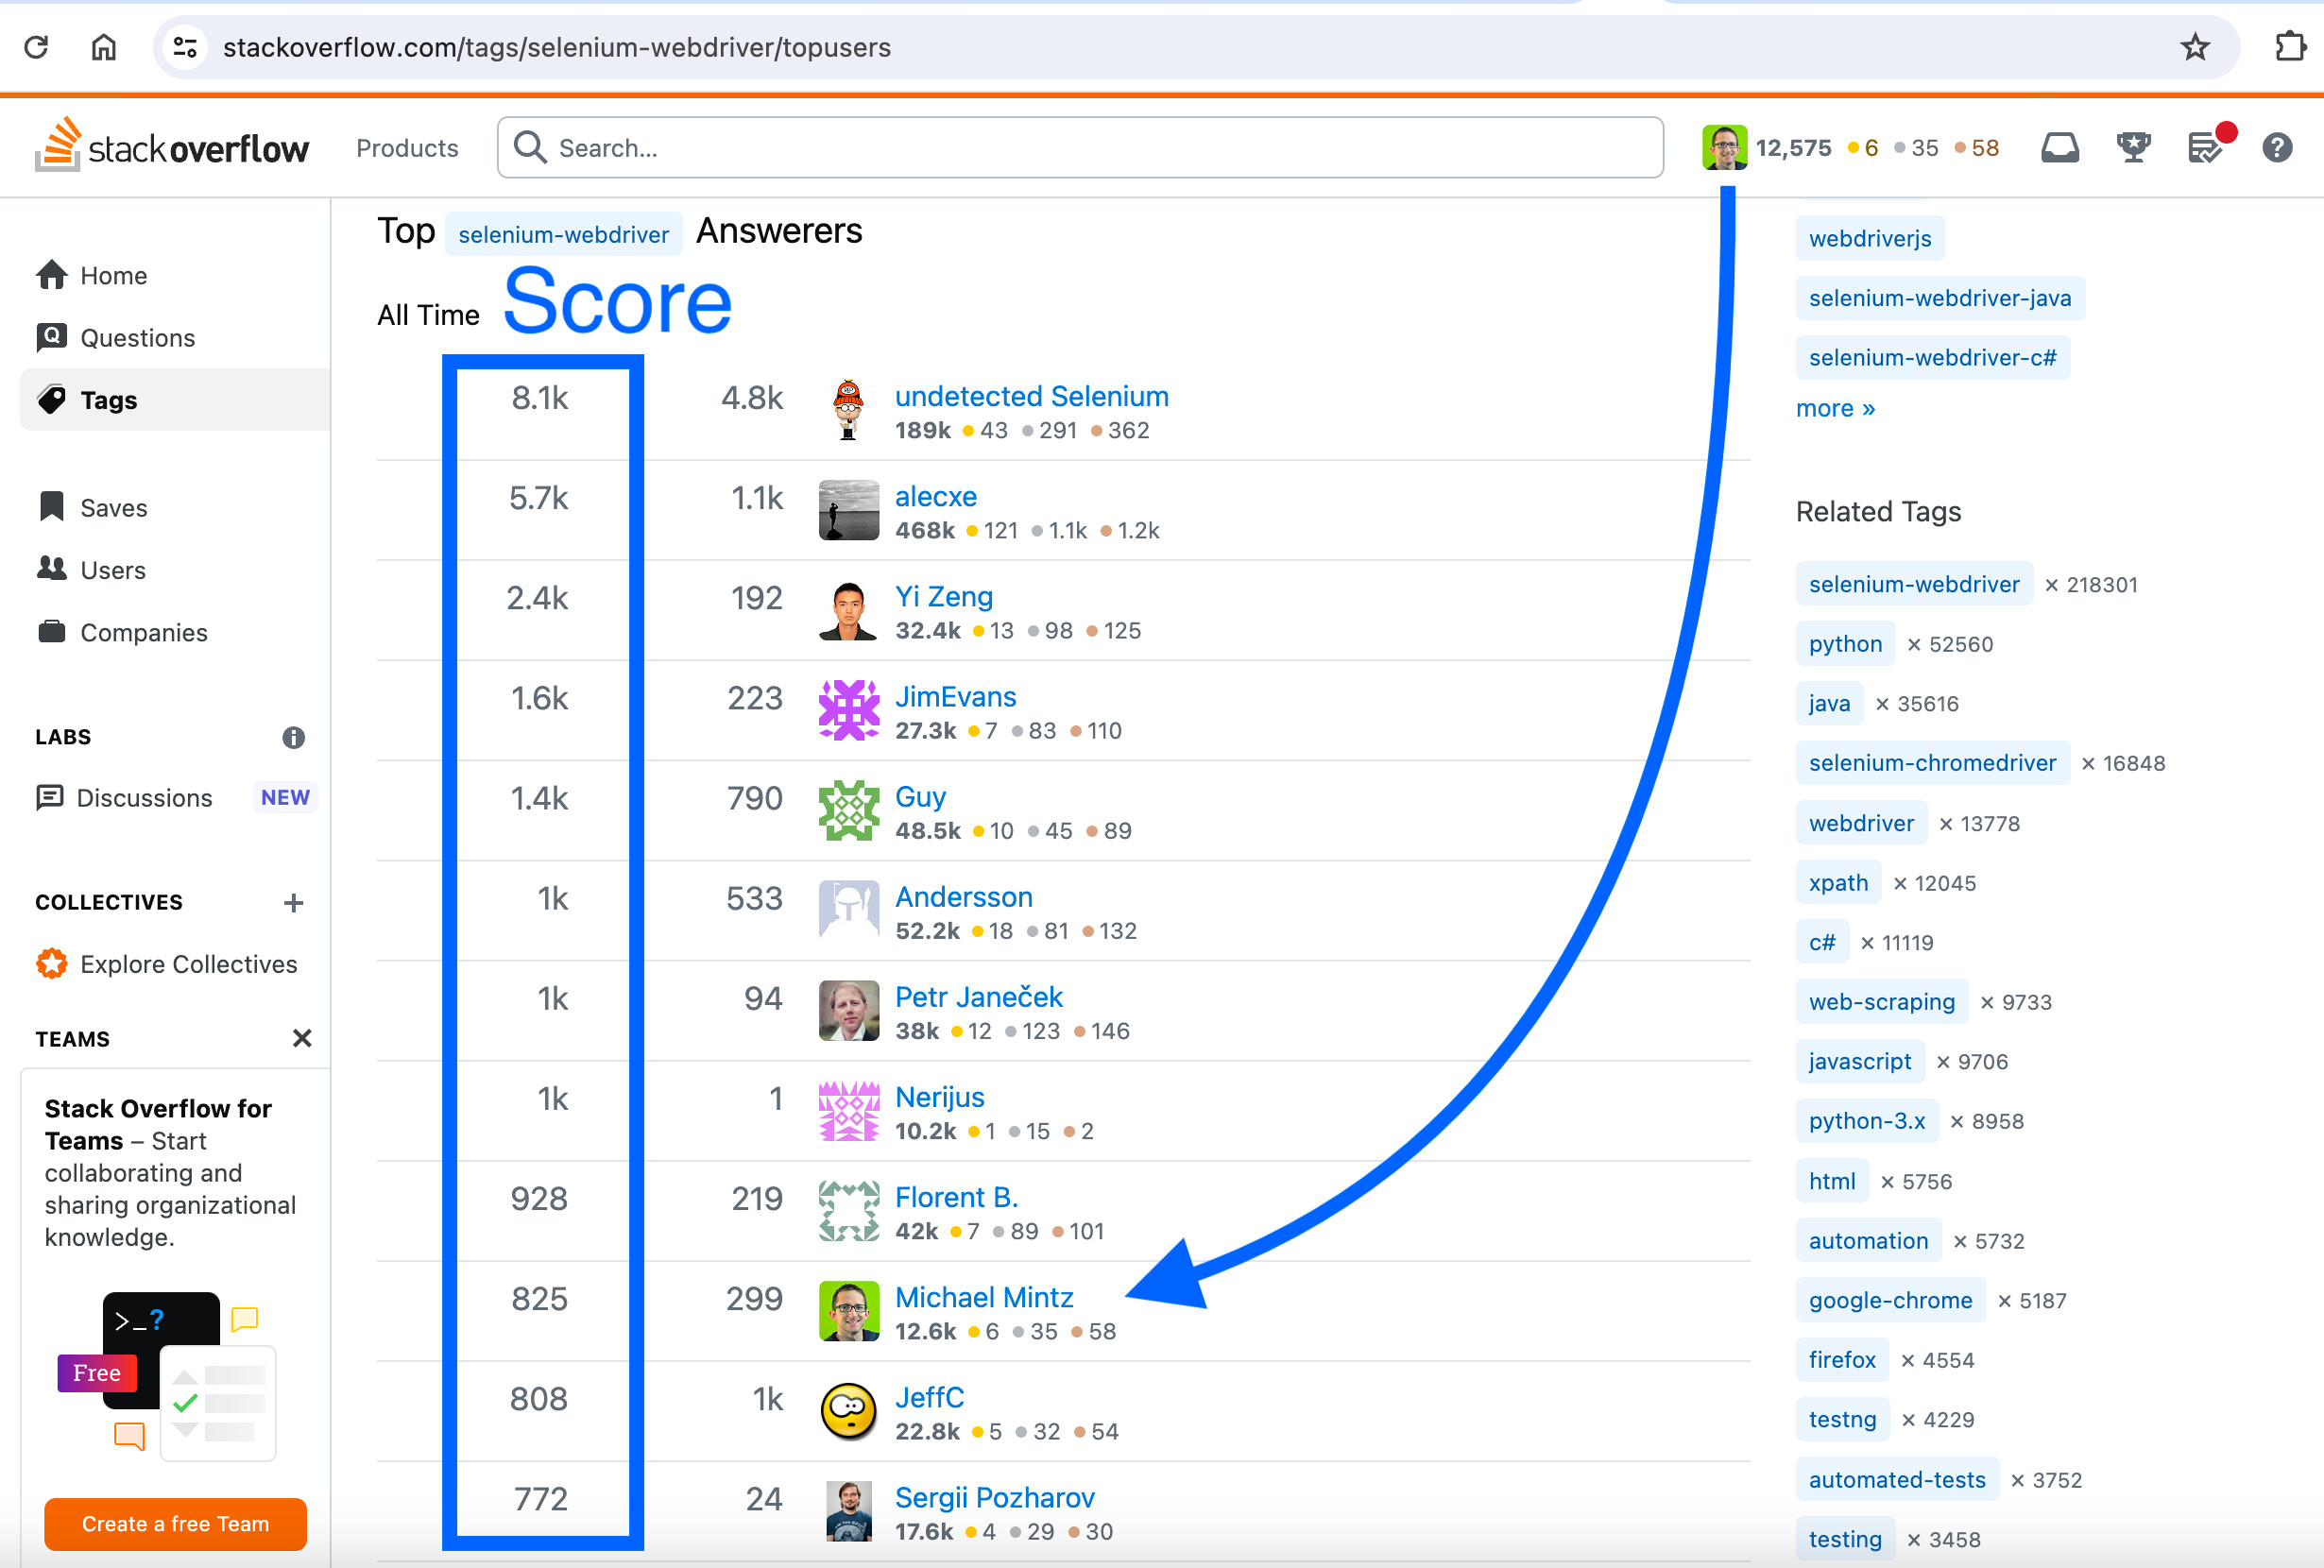 stackoverflow.com/tags/selenium-webdriver/topusers
stackoverflow
Products
Search...
12,575 6 35 58
Home
Questions
Tags
Saves
Users
Companies
LABS
Discussions NEW
COLLECTIVES
Explore Collectives
TEAMS
Stack Overflow for
Teams – Start
collaborating and
sharing organizational
knowledge.
>_?
Free
Create a free Team
Top selenium-webdriver Answerers
All Time Score
8.1k 4.8k undetected Selenium
189k 43 291 362
5.7k 1.1k alecxe
468k 121 1.1k 1.2k
2.4k 192 Yi Zeng
32.4k 13 98 125
1.6k 223 JimEvans
27.3k 7 83 110
1.4k 790 Guy
48.5k 10 45 89
1k 533 Andersson
52.2k 18 81 132
1k 94 Petr Janeček
38k 12 123 146
1k 1 Nerijus
10.2k 1 15 2
928 219 Florent B.
42k 7 89 101
825 299 Michael Mintz
12.6k 6 35 58
808 1k JeffC
22.8k 5 32 54
772 24 Sergii Pozharov
17.6k 4 29 30
webdriverjs
selenium-webdriver-java
selenium-webdriver-c#
more »
Related Tags
selenium-webdriver × 218301
python × 52560
java × 35616
selenium-chromedriver × 16848
webdriver × 13778
xpath × 12045
c# × 11119
web-scraping × 9733
javascript × 9706
python-3.x × 8958
html × 5756
automation × 5732
google-chrome × 5187
firefox × 4554
testng × 4229
automated-tests × 3752
testing × 3458